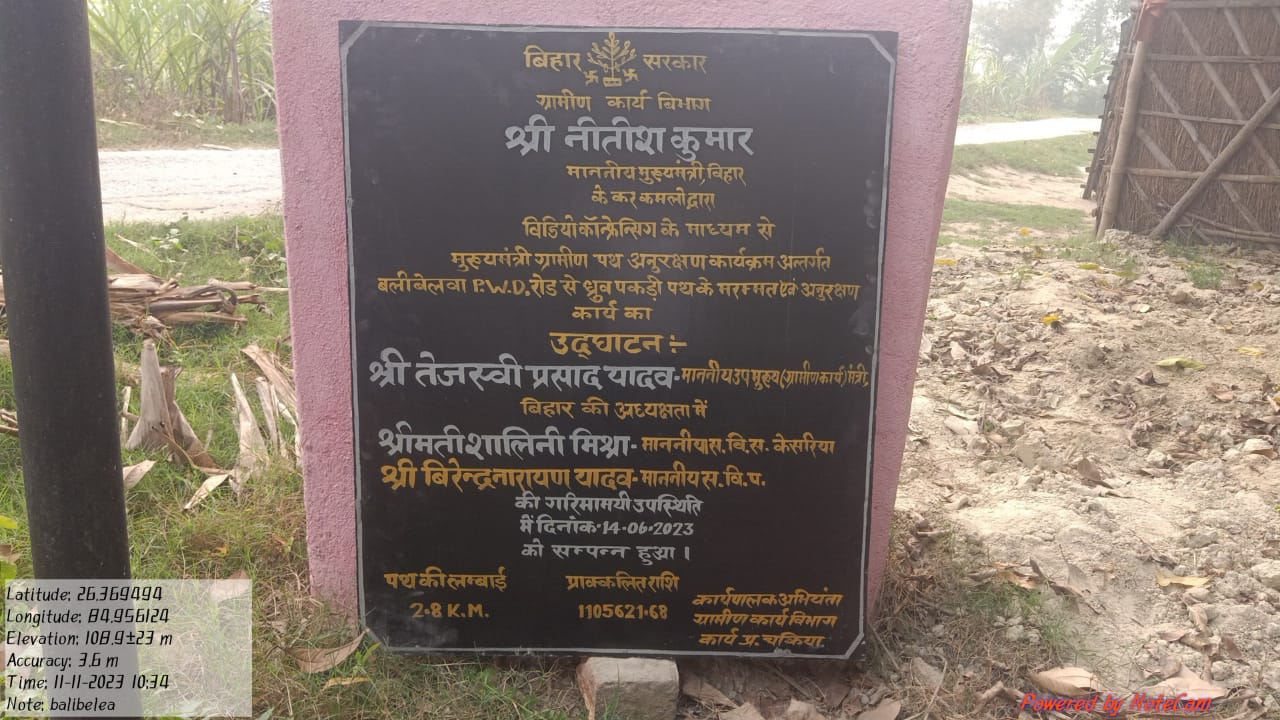 बिहार सरकार
ग्रामीण कार्य विभाग
श्री नीतीश कुमार
माननीय मुख्यमंत्री, बिहार
के कर कमलो द्वारा
विडियो कॉन्फ्रेन्सिग के माध्यम से
मुख्यमंत्री ग्रामीण पथ अनुरक्षण कार्यक्रम अन्तर्गत
बलीबेलवा P.W.D. रोड से ध्रुव पकड़ी पथ के मरम्मत एवं अनुरक्षण
कार्य का
उद्घाटन :-
श्री तेजस्वी प्रसाद यादव-माननीय उप मुख्य (ग्रामीण कार्य) मंत्री,
बिहार की अध्यक्षता में
श्रीमती शालिनी मिश्रा- माननीया स. वि. स. केसरिया
श्री बिरेन्द्र नारायण यादव- माननीय स. वि. प.
की गरिमामयी उपस्थिति
में दिनांक-14-06-2023
को सम्पन्न हुआ।
पथ की लम्बाई प्राक्कलित राशि
2.8 K.M. 1105621.68
कार्यपालक अभियंता
ग्रामीण कार्य विभाग
कार्य प्र. चकिया
Latitude: 26.369494
Longitude: 84.956124
Elevation: 108.9±23 m
Accuracy: 3.6 m
Time: 11-11-2023 10:34
Note: balibelea
Powered by NoteCam